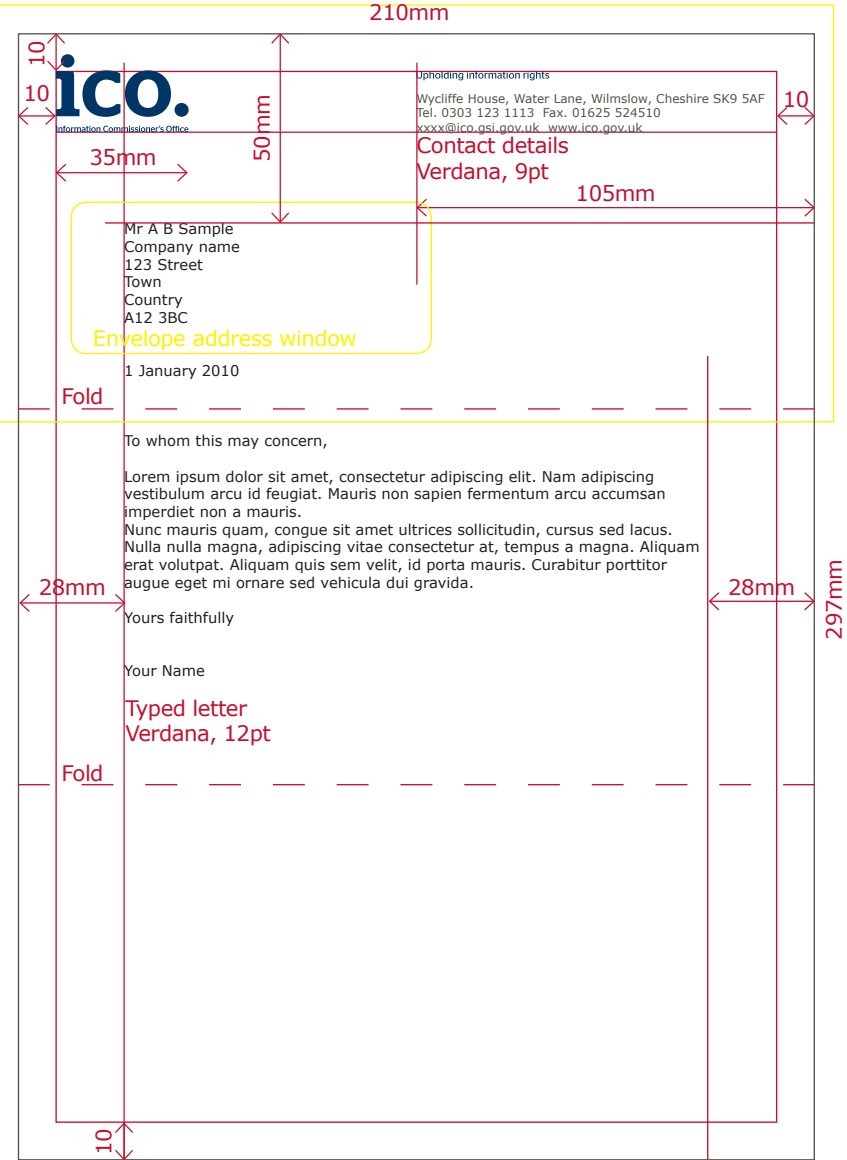 210mm
10
ico.
Information Commissioner's Office
Upholding information rights
Wycliffe House, Water Lane, Wilmslow, Cheshire SK9 5AF
Tel. 0303 123 1113  Fax. 01625 524510
xxxx@ico.gsi.gov.uk  www.ico.gov.uk
10
10
50mm
35mm
Contact details
Verdana, 9pt
105mm
Mr A B Sample
Company name
123 Street
Town
Country
A12 3BC
Envelope address window
1 January 2010
Fold
To whom this may concern,
Lorem ipsum dolor sit amet, consectetur adipiscing elit. Nam adipiscing
vestibulum arcu id feugiat. Mauris non sapien fermentum arcu accumsan
imperdiet non a mauris.
Nunc mauris quam, congue sit amet ultrices sollicitudin, cursus sed lacus.
Nulla nulla magna, adipiscing vitae consectetur at, tempus a magna. Aliquam
erat volutpat. Aliquam quis sem velit, id porta mauris. Curabitur porttitor
augue eget mi ornare sed vehicula dui gravida.
28mm
28mm
297mm
Yours faithfully
Your Name
Typed letter
Verdana, 12pt
Fold
10